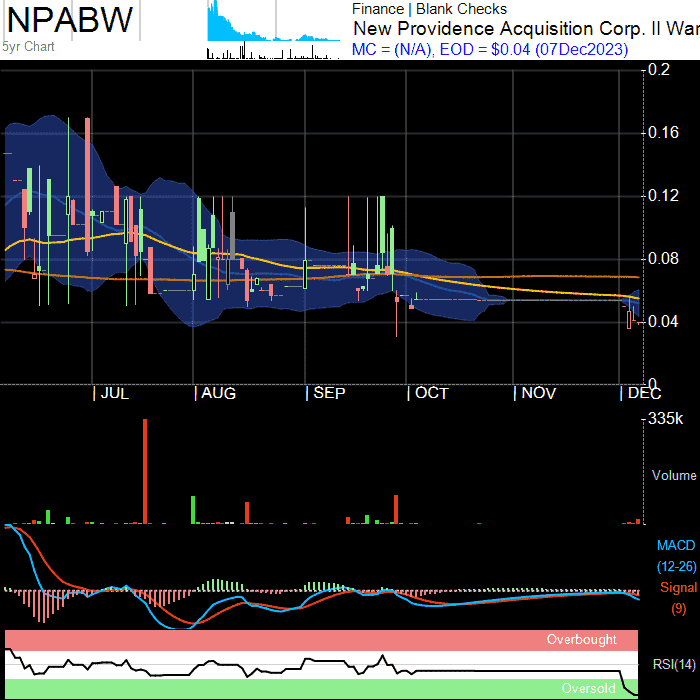 NPABW
5yr Chart
Finance | Blank Checks
New Providence Acquisition Corp. II War
MC = (N/A), EOD = $0.04 (07Dec2023)
0.2
0.16
0.12
0.08
0.04
0
JUL
AUG
SEP
OCT
NOV
DEC
335k
Volume
MACD
(12-26)
Signal
(9)
Overbought
RSI(14)
Oversold